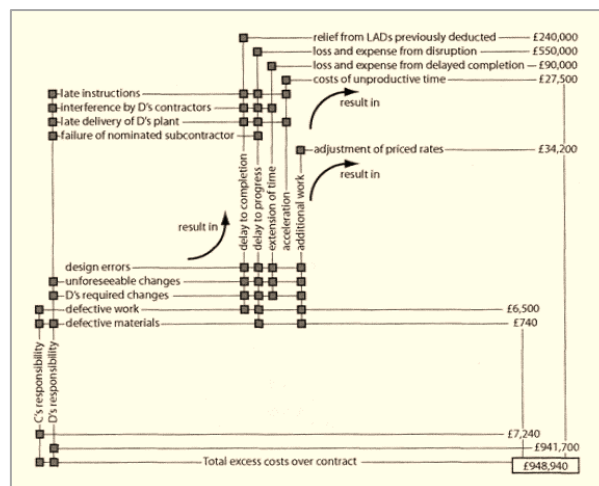 relief from LADs previously deducted £240,000
loss and expense from disruption £550,000
loss and expense from delayed completion £90,000
costs of unproductive time £27,500
late instructions
interference by D's contractors
result in
late delivery of D's plant
failure of nominated subcontractor
adjustment of priced rates £34,200
result in
delay to completion
delay to progress
extension of time
acceleration
additional work
result in
design errors
unforeseeable changes
D's required changes
defective work £6,500
defective materials £740
C's responsibility
D's responsibility
£7,240
£941,700
Total excess costs over contract £948,940